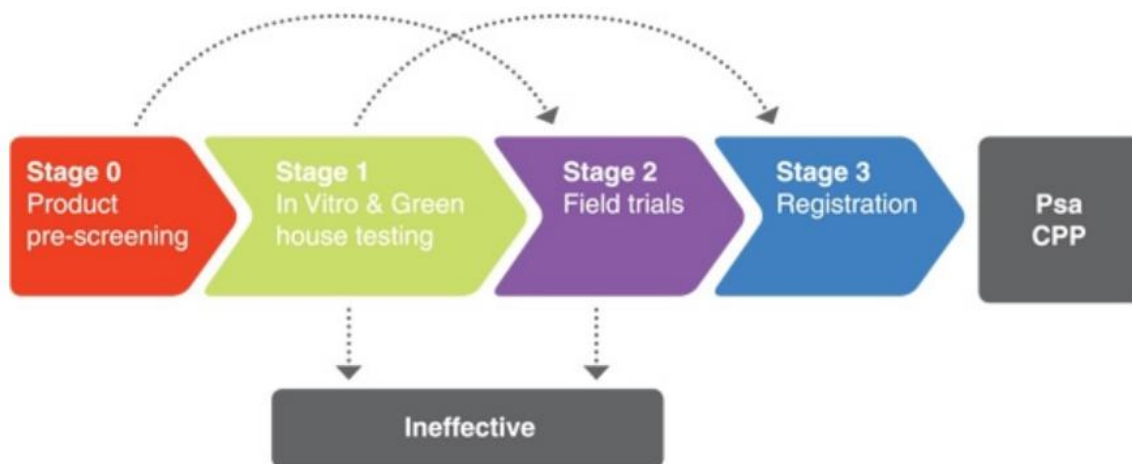 Stage 0
Product
pre-screening
Stage 1
In Vitro & Green
house testing
Stage 2
Field trials
Stage 3
Registration
Psa
CPP
Ineffective